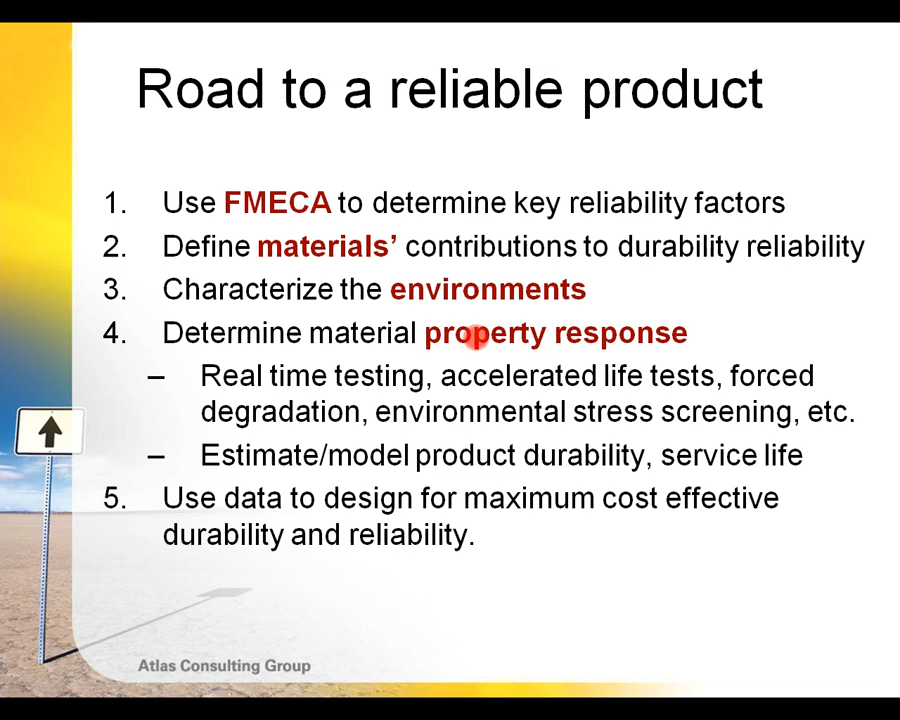 Road to a reliable product
1. Use FMECA to determine key reliability factors
2. Define materials’ contributions to durability reliability
3. Characterize the environments
4. Determine material property response
– Real time testing, accelerated life tests, forced
degradation, environmental stress screening, etc.
– Estimate/model product durability, service life
5. Use data to design for maximum cost effective
durability and reliability.
Atlas Consulting Group